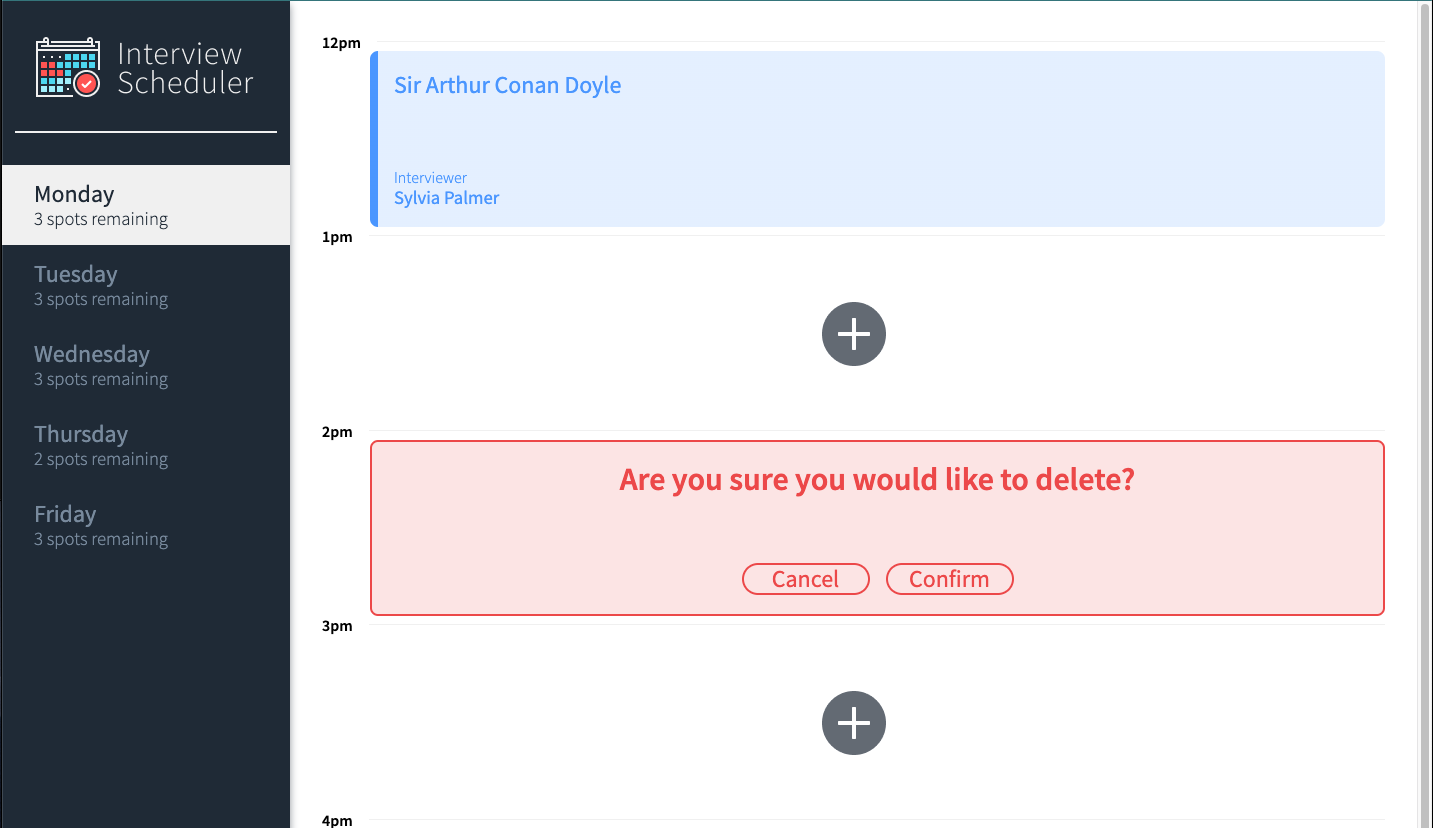 Interview
Scheduler
Monday
3 spots remaining
Tuesday
3 spots remaining
Wednesday
3 spots remaining
Thursday
2 spots remaining
Friday
3 spots remaining
12pm
Sir Arthur Conan Doyle
Interviewer
Sylvia Palmer
1pm
2pm
Are you sure you would like to delete?
Cancel Confirm
3pm
4pm